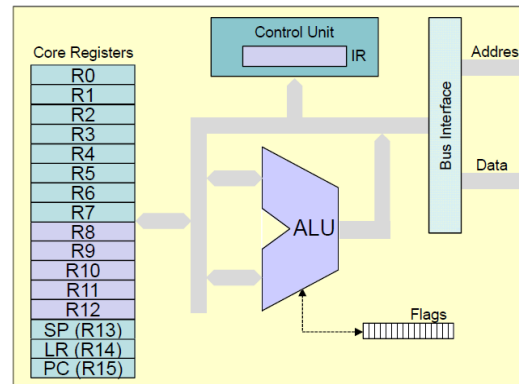 Control Unit
IR
Core Registers
R0
R1
R2
R3
R4
R5
R6
R7
R8
R9
R10
R11
R12
SP (R13)
LR (R14)
PC (R15)
ALU
Flags
Bus Interface
Addres
Data